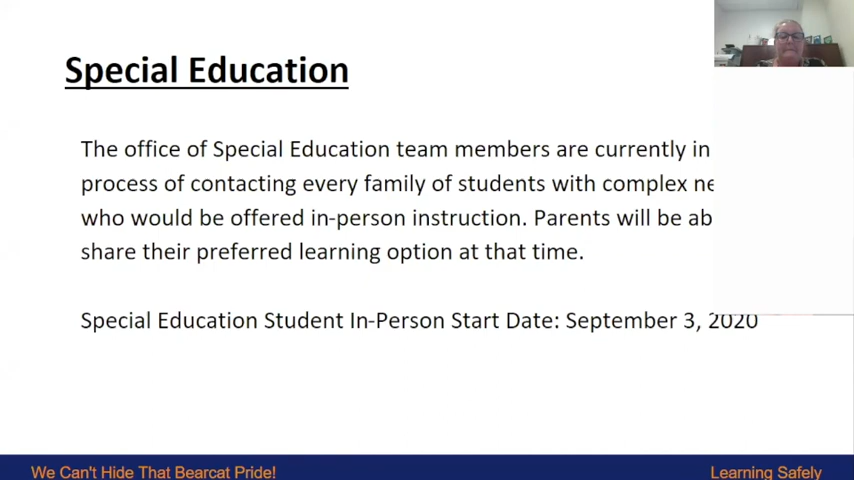 Special Education
The office of Special Education team members are currently in
process of contacting every family of students with complex ne
who would be offered in-person instruction. Parents will be ab
share their preferred learning option at that time.
Special Education Student In-Person Start Date: September 3, 2020
We Can't Hide That Bearcat Pride!
Learning Safely